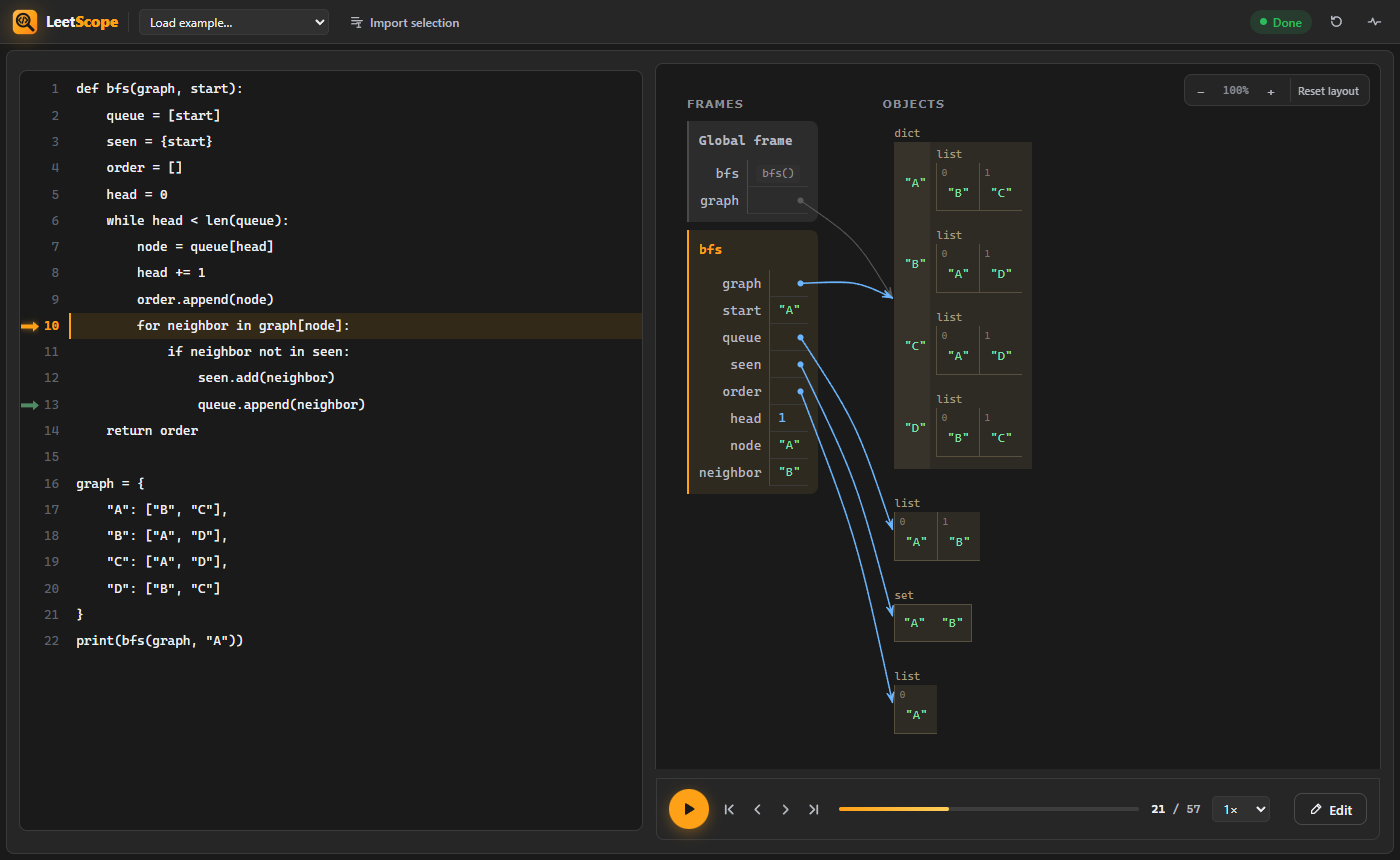 LeetScope
Load example...
Import selection
Done
1 def bfs(graph, start):
2 queue = [start]
3 seen = {start}
4 order = []
5 head = 0
6 while head < len(queue):
7 node = queue[head]
8 head += 1
9 order.append(node)
10 for neighbor in graph[node]:
11 if neighbor not in seen:
12 seen.add(neighbor)
13 queue.append(neighbor)
14 return order
15
16 graph = {
17 "A": ["B", "C"],
18 "B": ["A", "D"],
19 "C": ["A", "D"],
20 "D": ["B", "C"]
21 }
22 print(bfs(graph, "A"))
− 100% + Reset layout
FRAMES
Global frame
bfs bfs()
graph
bfs
graph
start "A"
queue
seen
order
head 1
node "A"
neighbor "B"
OBJECTS
dict
list
0 1
"A" "B" "C"
list
0 1
"B" "A" "D"
list
0 1
"C" "A" "D"
list
0 1
"D" "B" "C"
list
0 1
"A" "B"
set
"A" "B"
list
0
"A"
21 / 57
1×
Edit